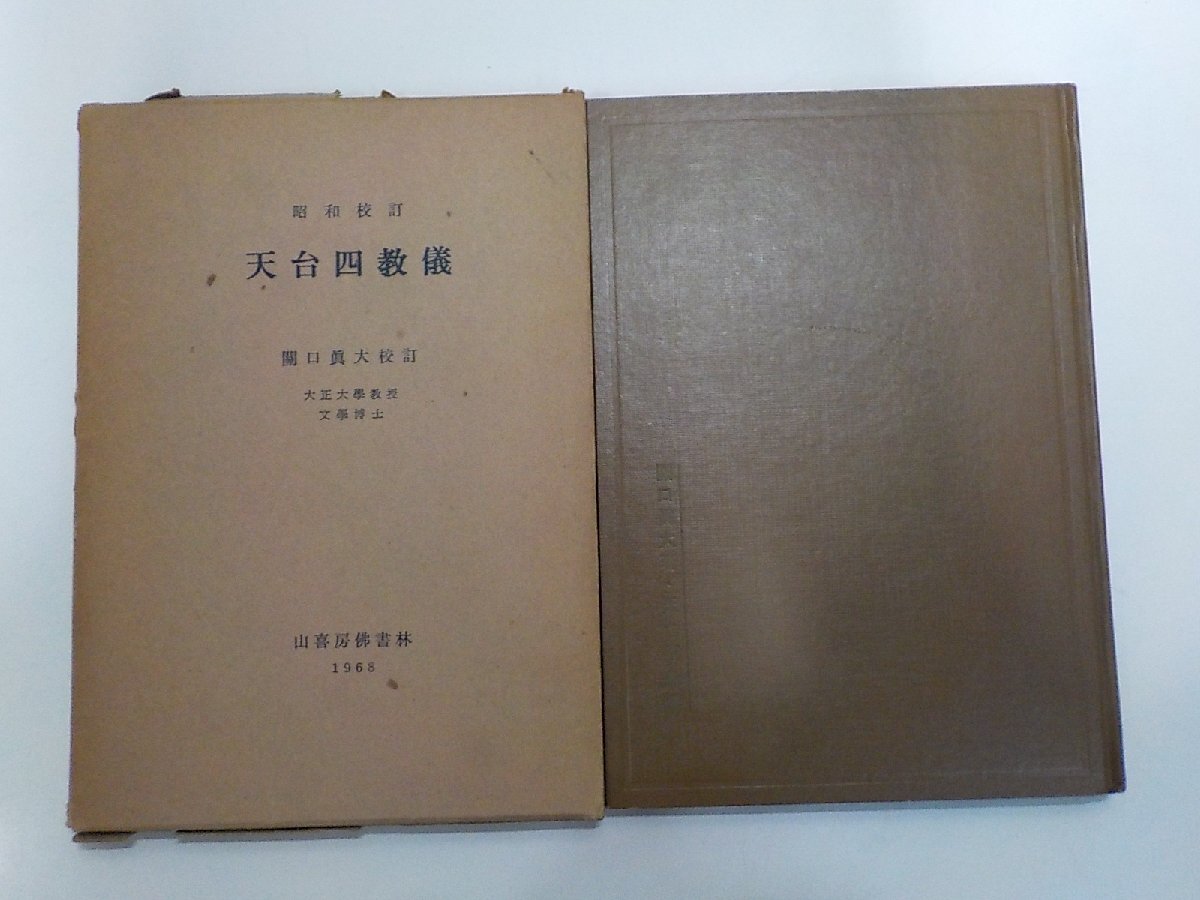 昭和校訂
天台四教儀
關口眞大校訂
大正大學教授
文學博士
山喜房佛書林
1968